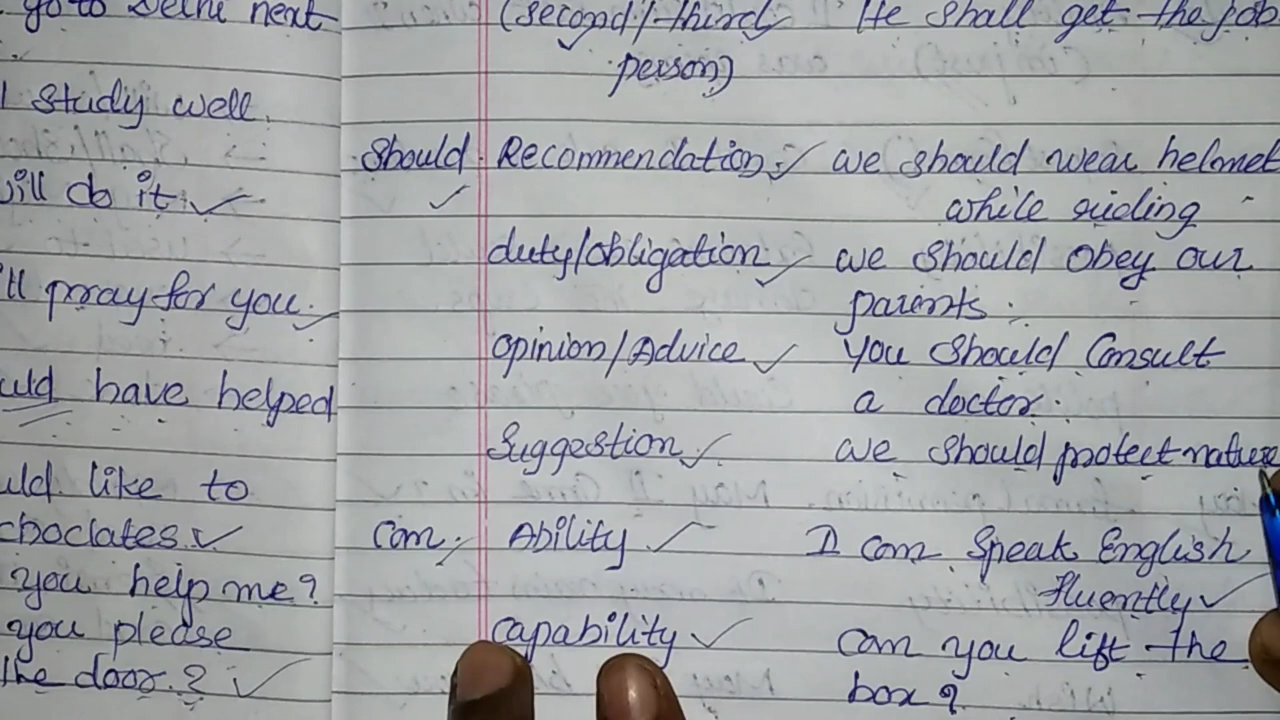 go to Delhi next
I study well.
will do it.
'll pray for you.
uld have helped
uld like to
choclates.
you help me?
you please
the door.?
(second/third He shall get the job
person)
Should Recommendation: we should wear helmet
while riding
duty/obligation we should obey our
parents.
opinion/Advice you should Consult
a doctor.
Suggestion we should protect nature
Can Ability I can Speak English
fluently
capability can you lift the
box?